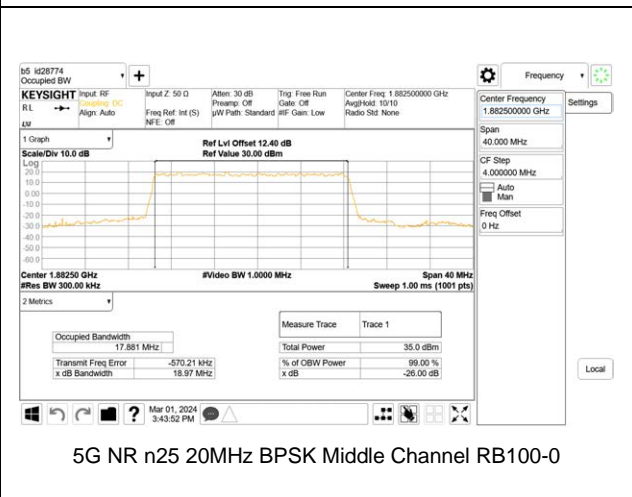 b5 id28774
Occupied BW
Frequency
KEYSIGHT Input: RF Input Z: 50 Ω Atten: 30 dB Trig: Free Run Center Freq: 1.882500000 GHz
RL Coupling: DC Preamp: Off Gate: Off Avg|Hold: 10/10
Align: Auto Freq Ref: Int (S) µW Path: Standard #IF Gain: Low Radio Std: None
NFE: Off
Center Frequency
1.882500000 GHz
Settings
Span
40.000 MHz
CF Step
4.000000 MHz
Auto
Man
Freq Offset
0 Hz
Local
1 Graph
Scale/Div 10.0 dB
Ref Lvl Offset 12.40 dB
Ref Value 30.00 dBm
Log
20.0
10.0
0.00
-10.0
-20.0
-30.0
-40.0
-50.0
-60.0
Center 1.88250 GHz #Video BW 1.0000 MHz Span 40 MHz
#Res BW 300.00 kHz Sweep 1.00 ms (1001 pts)
2 Metrics
Measure Trace Trace 1
Occupied Bandwidth
17.881 MHz Total Power 35.0 dBm
Transmit Freq Error -570.21 kHz % of OBW Power 99.00 %
x dB Bandwidth 18.97 MHz x dB -26.00 dB
Mar 01, 2024
3:43:52 PM
5G NR n25 20MHz BPSK Middle Channel RB100-0